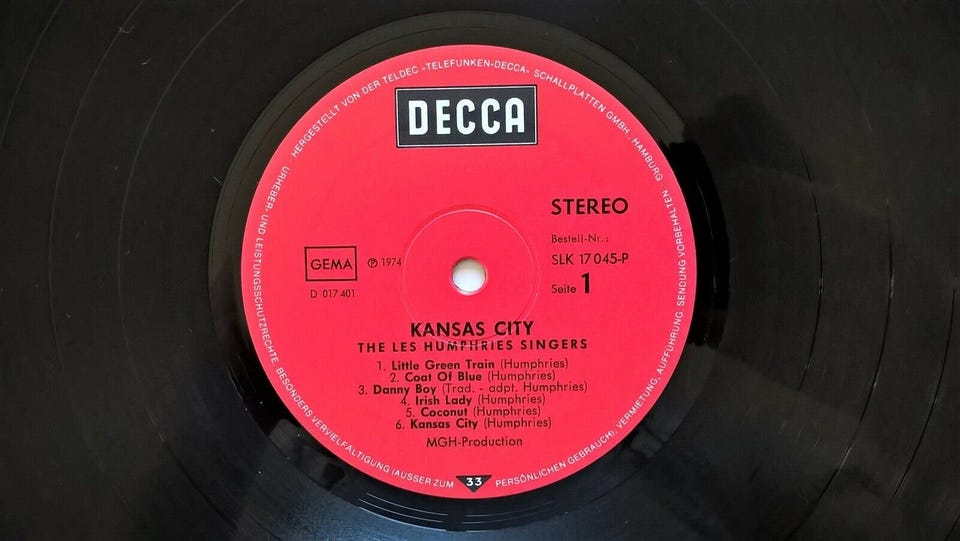 HERGESTELLT VON DER TELDEC »TELEFUNKEN-DECCA« SCHALLPLATTEN GMBH, HAMBURG
URHEBER- UND LEISTUNGSSCHUTZRECHTE, BESONDERS VERVIELFÄLTIGUNG (AUSSER ZUM PERSÖNLICHEN GEBRAUCH), VERMIETUNG, AUFFÜHRUNG, SENDUNG VORBEHALTEN
DECCA
STEREO
Bestell-Nr.:
GEMA ℗ 1974 SLK 17 045-P
D 017 401 Seite 1
KANSAS CITY
THE LES HUMPHRIES SINGERS
1. Little Green Train (Humphries)
2. Coat Of Blue (Humphries)
3. Danny Boy (Trad. - adpt. Humphries)
4. Irish Lady (Humphries)
5. Coconut (Humphries)
6. Kansas City (Humphries)
MGH-Production
33